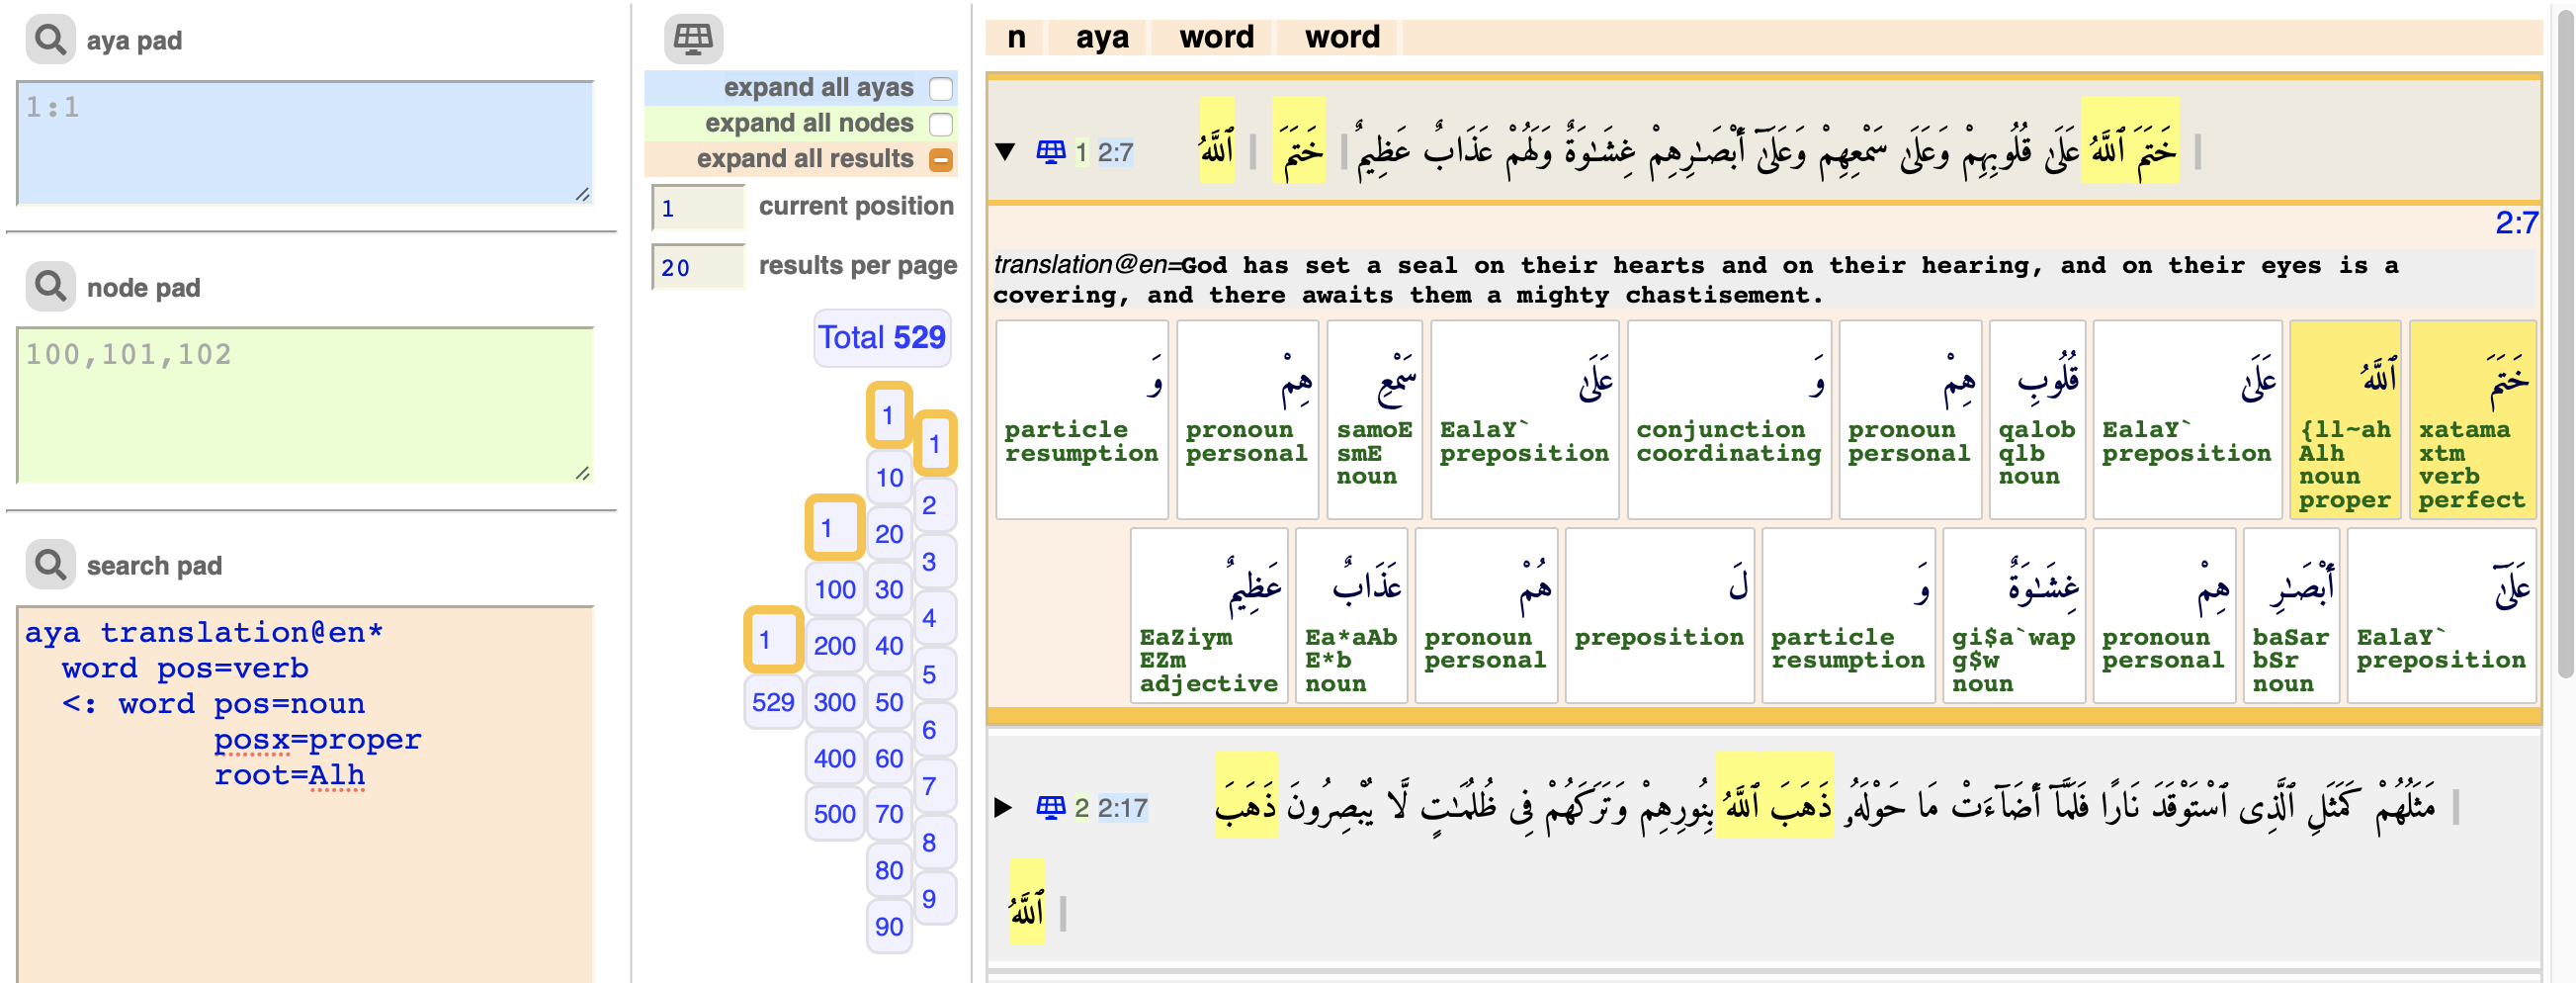 aya pad
1:1
node pad
100,101,102
search pad
aya translation@en*
word pos=verb
<: word pos=noun
posx=proper
root=Alh
expand all ayas
expand all nodes
expand all results
1 current position
20 results per page
Total 529
1
1
10
2
1
20
3
100
30
4
1
200
40
5
529
300
50
6
400
60
7
500
70
8
80
9
90
n aya word word
1 2:7
خَتَمَ ٱللَّهُ عَلَىٰ قُلُوبِهِمْ وَعَلَىٰ سَمْعِهِمْ وَعَلَىٰٓ أَبْصَـٰرِهِمْ غِشَـٰوَةٌ وَلَهُمْ عَذَابٌ عَظِيمٌ | خَتَمَ | ٱللَّهُ
2:7
translation@en=God has set a seal on their hearts and on their hearing, and on their eyes is a
covering, and there awaits them a mighty chastisement.
خَتَمَ ٱللَّهُ عَلَىٰ قُلُوبِ هِمْ وَ عَلَىٰ سَمْعِ هِمْ وَ
particle pronoun samoE EalaY` conjunction pronoun qalob EalaY` {ll~ah xatama
resumption personal smE preposition coordinating personal qlb preposition Alh xtm
noun noun noun verb
proper perfect
عَلَىٰٓ أَبْصَـٰرِ هِمْ غِشَـٰوَةٌ وَ لَ هُمْ عَذَابٌ عَظِيمٌ
EaZiym Ea*aAb pronoun preposition particle gi$a`wap pronoun baSar EalaY`
EZm E*b personal resumption g$w personal bSr preposition
adjective noun noun noun
2 2:17
مَثَلُهُمْ كَمَثَلِ ٱلَّذِى ٱسْتَوْقَدَ نَارًا فَلَمَّآ أَضَآءَتْ مَا حَوْلَهُۥ ذَهَبَ ٱللَّهُ بِنُورِهِمْ وَتَرَكَهُمْ فِى ظُلُمَـٰتٍ لَّا يُبْصِرُونَ ذَهَبَ
ٱللَّهُ